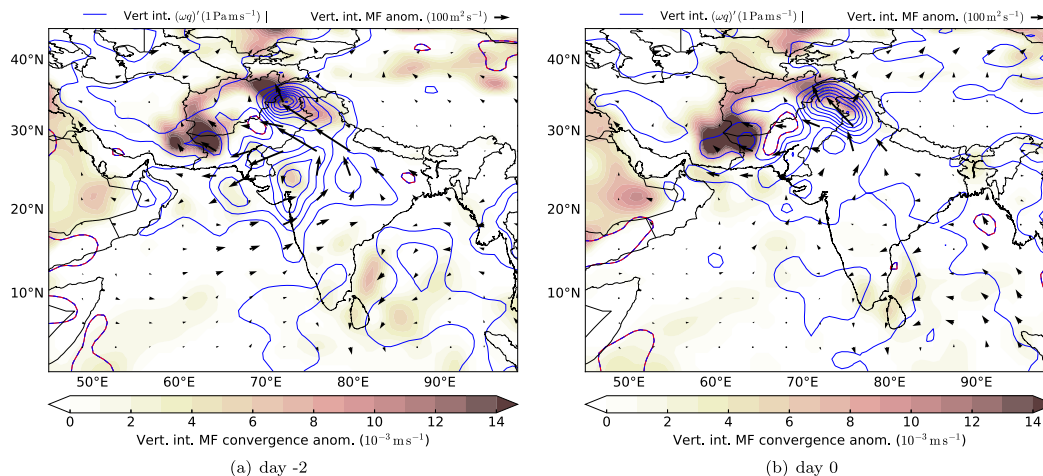 Vert int. (ωq)′(1 Pa m s⁻¹) | Vert. int. MF anom. (100 m² s⁻¹)
40°N
30°N
20°N
10°N
50°E 60°E 70°E 80°E 90°E
0 2 4 6 8 10 12 14
Vert. int. MF convergence anom. (10⁻³ m s⁻¹)
(a) day -2
Vert int. (ωq)′(1 Pa m s⁻¹) | Vert. int. MF anom. (100 m² s⁻¹)
40°N
30°N
20°N
10°N
50°E 60°E 70°E 80°E 90°E
0 2 4 6 8 10 12 14
Vert. int. MF convergence anom. (10⁻³ m s⁻¹)
(b) day 0